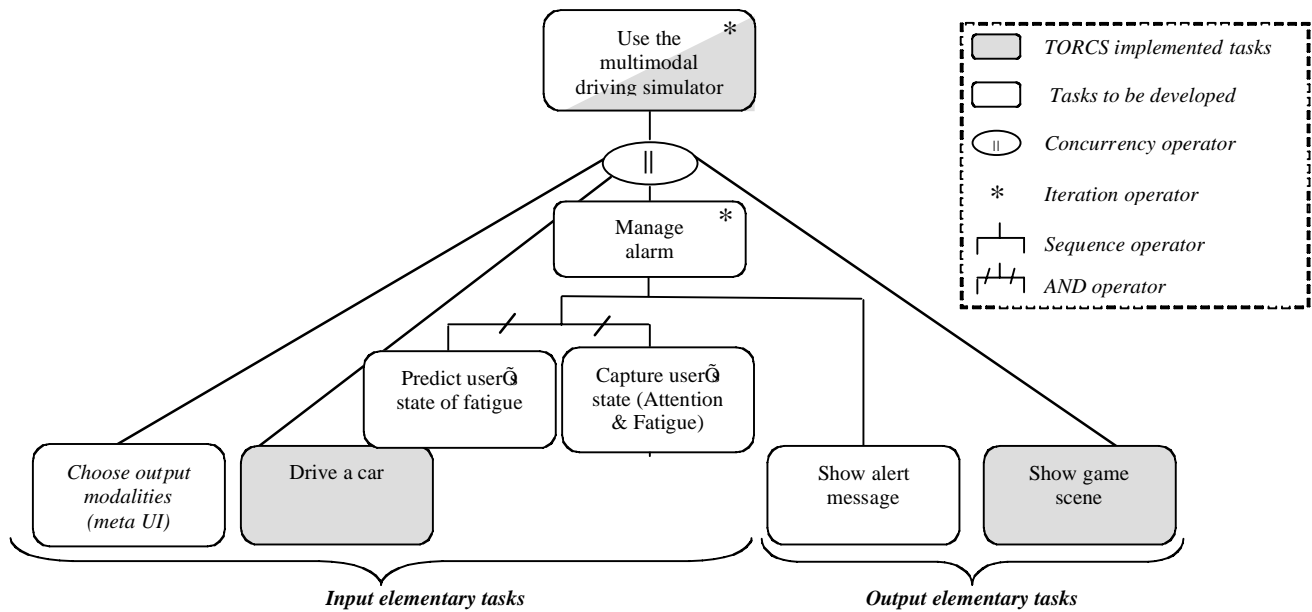 Use the
multimodal
driving simulator
*
||
Manage
alarm
*
Predict userÕs
state of fatigue
Capture userÕs
state (Attention
& Fatigue)
Choose output
modalities
(meta UI)
Drive a car
Show alert
message
Show game
scene
Input elementary tasks
Output elementary tasks
TORCS implemented tasks
Tasks to be developed
|| Concurrency operator
* Iteration operator
Sequence operator
AND operator